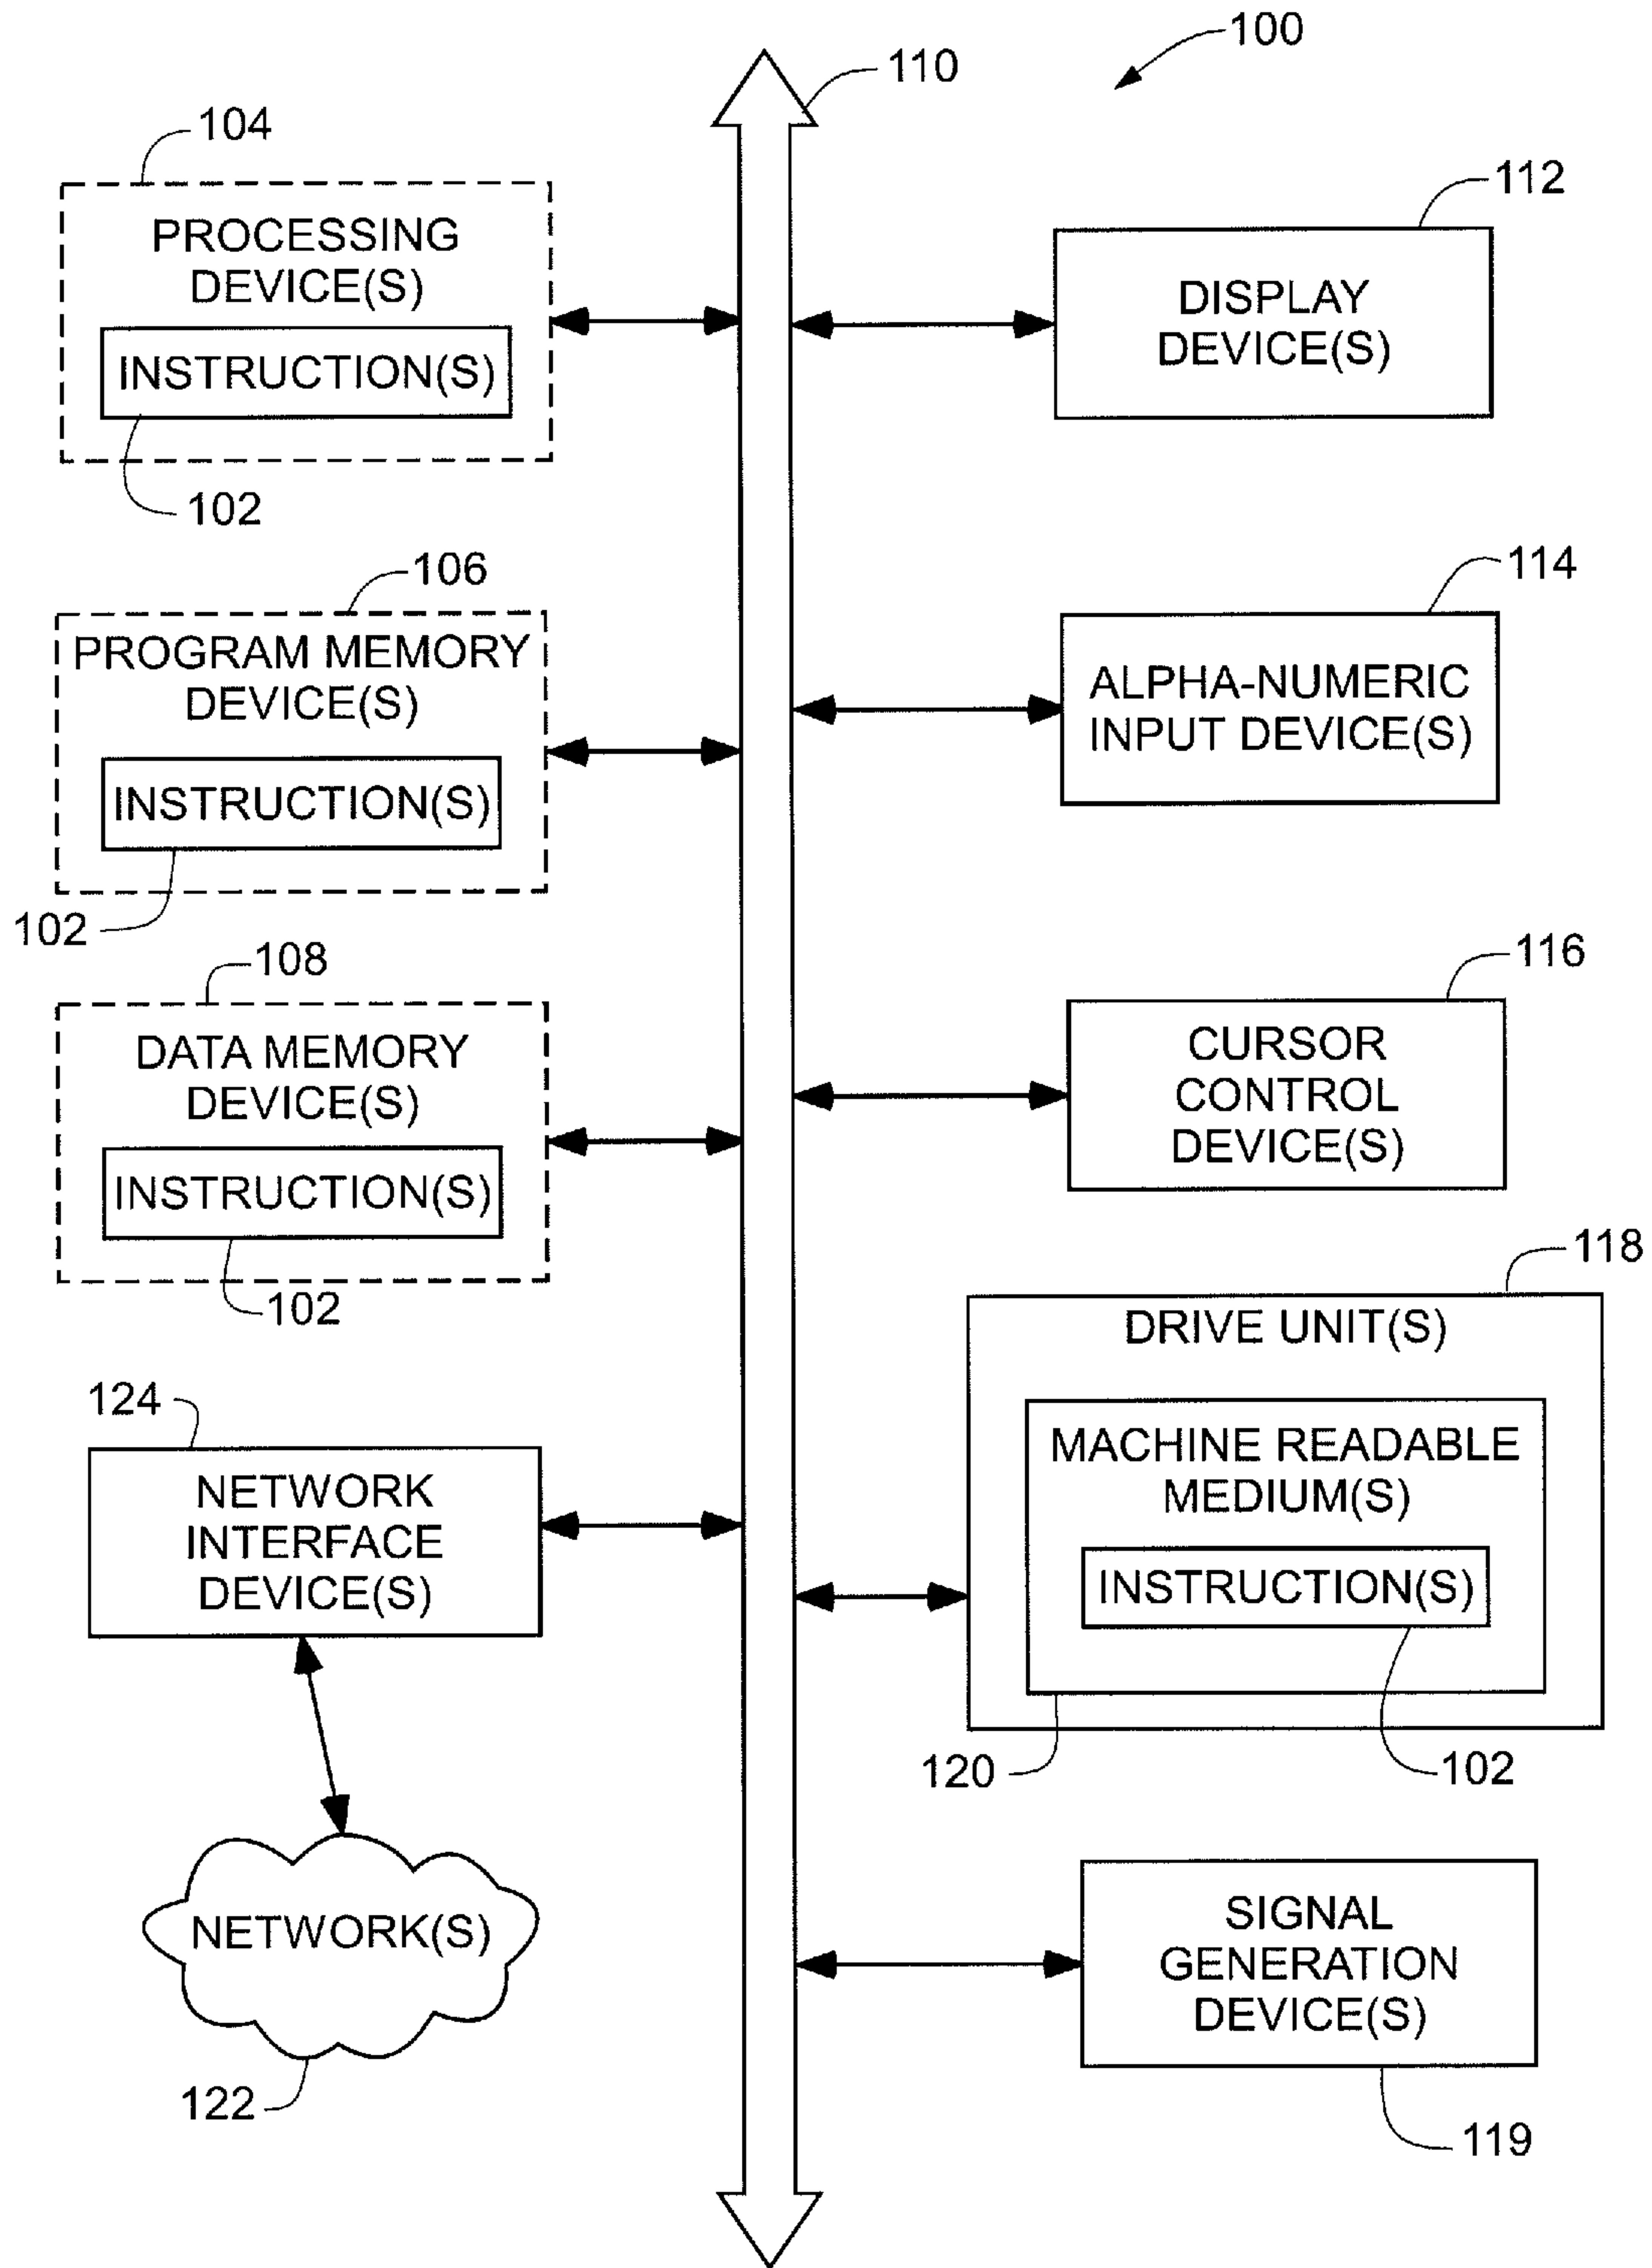 100
110
104
PROCESSING
DEVICE(S)
INSTRUCTION(S)
102
112
DISPLAY
DEVICE(S)
106
PROGRAM MEMORY
DEVICE(S)
INSTRUCTION(S)
102
114
ALPHA-NUMERIC
INPUT DEVICE(S)
108
DATA MEMORY
DEVICE(S)
INSTRUCTION(S)
102
116
CURSOR
CONTROL
DEVICE(S)
118
DRIVE UNIT(S)
MACHINE READABLE
MEDIUM(S)
INSTRUCTION(S)
120
102
124
NETWORK
INTERFACE
DEVICE(S)
NETWORK(S)
122
SIGNAL
GENERATION
DEVICE(S)
119